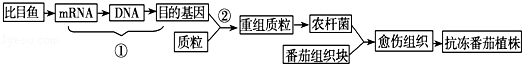 比目鱼 mRNA DNA 目的基因 ② 重组质粒 农杆菌
① 质粒 番茄组织块 愈伤组织 抗冻番茄植株